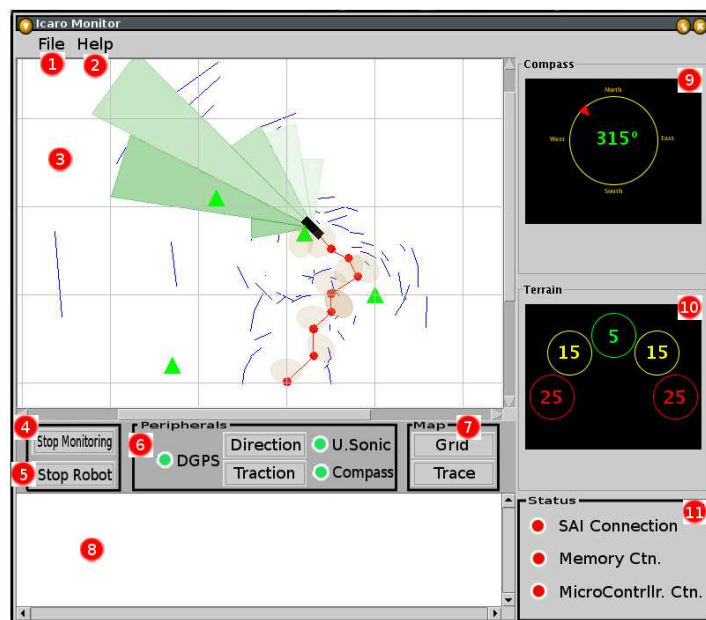 Icaro Monitor
File Help
1 2
3
4 Stop Monitoring
5 Stop Robot
Peripherals
6 DGPS
Direction
Traction
U.Sonic
Compass
Map
7
Grid
Trace
8
Compass
9
North
West 315° East
South
Terrain
10
5
15 15
25 25
Status
11
SAI Connection
Memory Ctn.
MicroContrllr. Ctn.